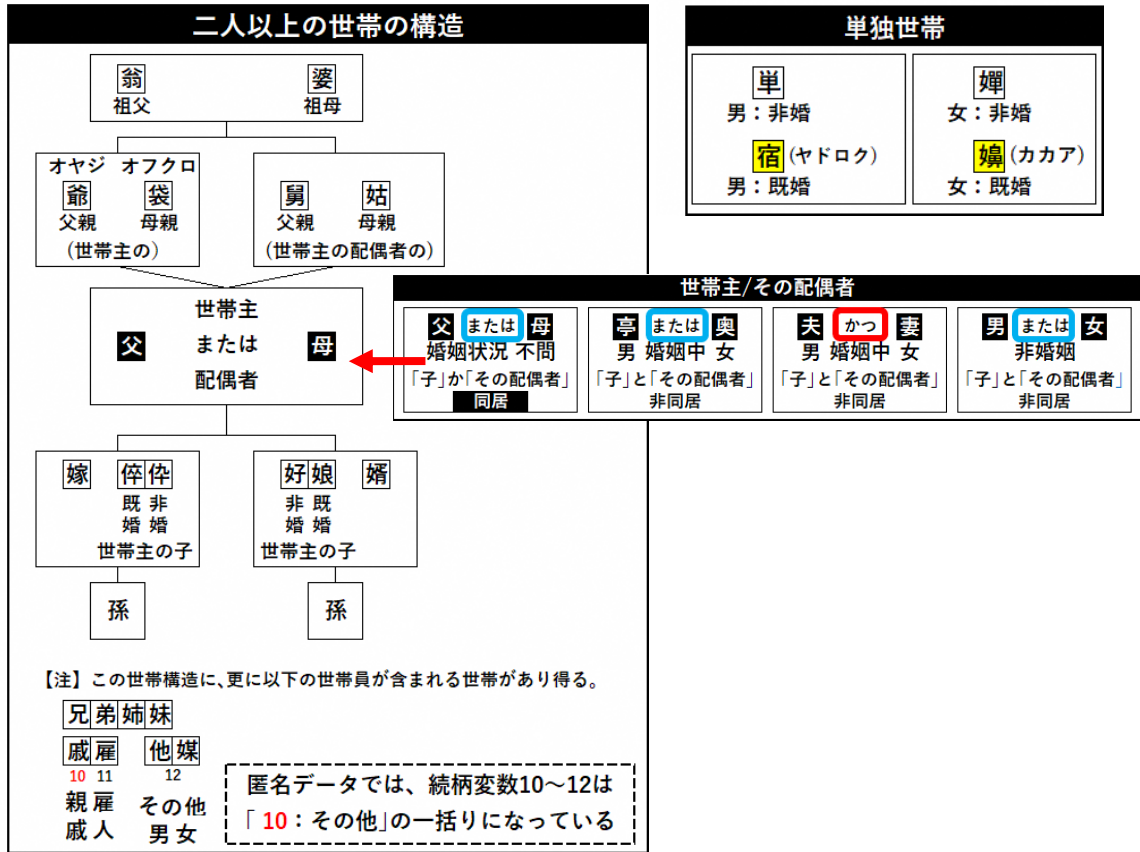 二人以上の世帯の構造
翁 婆
祖父 祖母
オヤジ オフクロ
爺 袋 舅 姑
父親 母親 父親 母親
(世帯主の) (世帯主の配偶者の)
父 世帯主 母
または
配偶者
嫁 倅 伜 好 娘 婿
既 非 非 既
婚 婚 婚 婚
世帯主の子 世帯主の子
孫 孫
【注】この世帯構造に、更に以下の世帯員が含まれる世帯があり得る。
兄 弟 姉 妹
戚 雇 他 媒
10 11 12
親 雇 その他
戚 人 男 女
匿名データでは、続柄変数10～12は
「10：その他」の一括りになっている
単独世帯
単 嬋
男：非婚 女：非婚
宿 (ヤドロク) 嬶 (カカア)
男：既婚 女：既婚
世帯主/その配偶者
父 または 母
婚姻状況 不問
「子」か「その配偶者」
同居
亭 または 奥
男 婚姻中 女
「子」と「その配偶者」
非同居
夫 かつ 妻
男 婚姻中 女
「子」と「その配偶者」
非同居
男 または 女
非婚姻
「子」と「その配偶者」
非同居